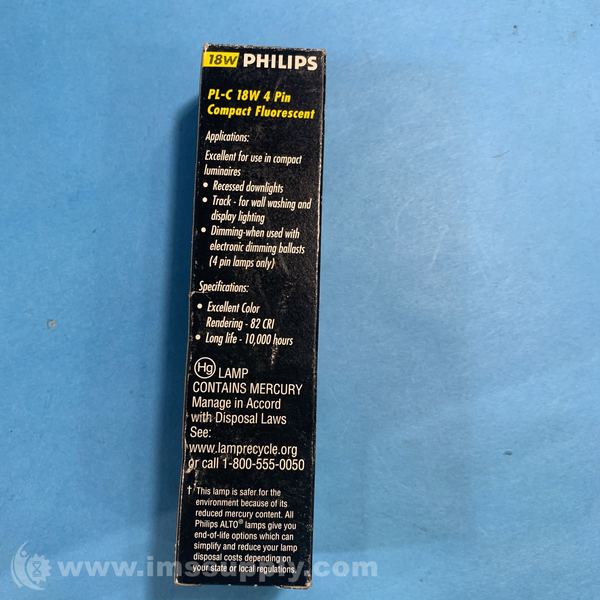 18W PHILIPS
PL-C 18W 4 Pin
Compact Fluorescent
Applications:
Excellent for use in compact
luminaires
• Recessed downlights
• Track - for wall washing and
display lighting
• Dimming-when used with
electronic dimming ballasts
(4 pin lamps only)
Specifications:
• Excellent Color
Rendering - 82 CRI
• Long life - 10,000 hours
Hg LAMP
CONTAINS MERCURY
Manage in Accord
with Disposal Laws
See:
www.lamprecycle.org
or call 1-800-555-0050
† This lamp is safer for the
environment because of its
reduced mercury content. All
Philips ALTO® lamps give you
end-of-life options which can
simplify and reduce your lamp
disposal costs depending on
your state or local regulations.
www.imssupply.com